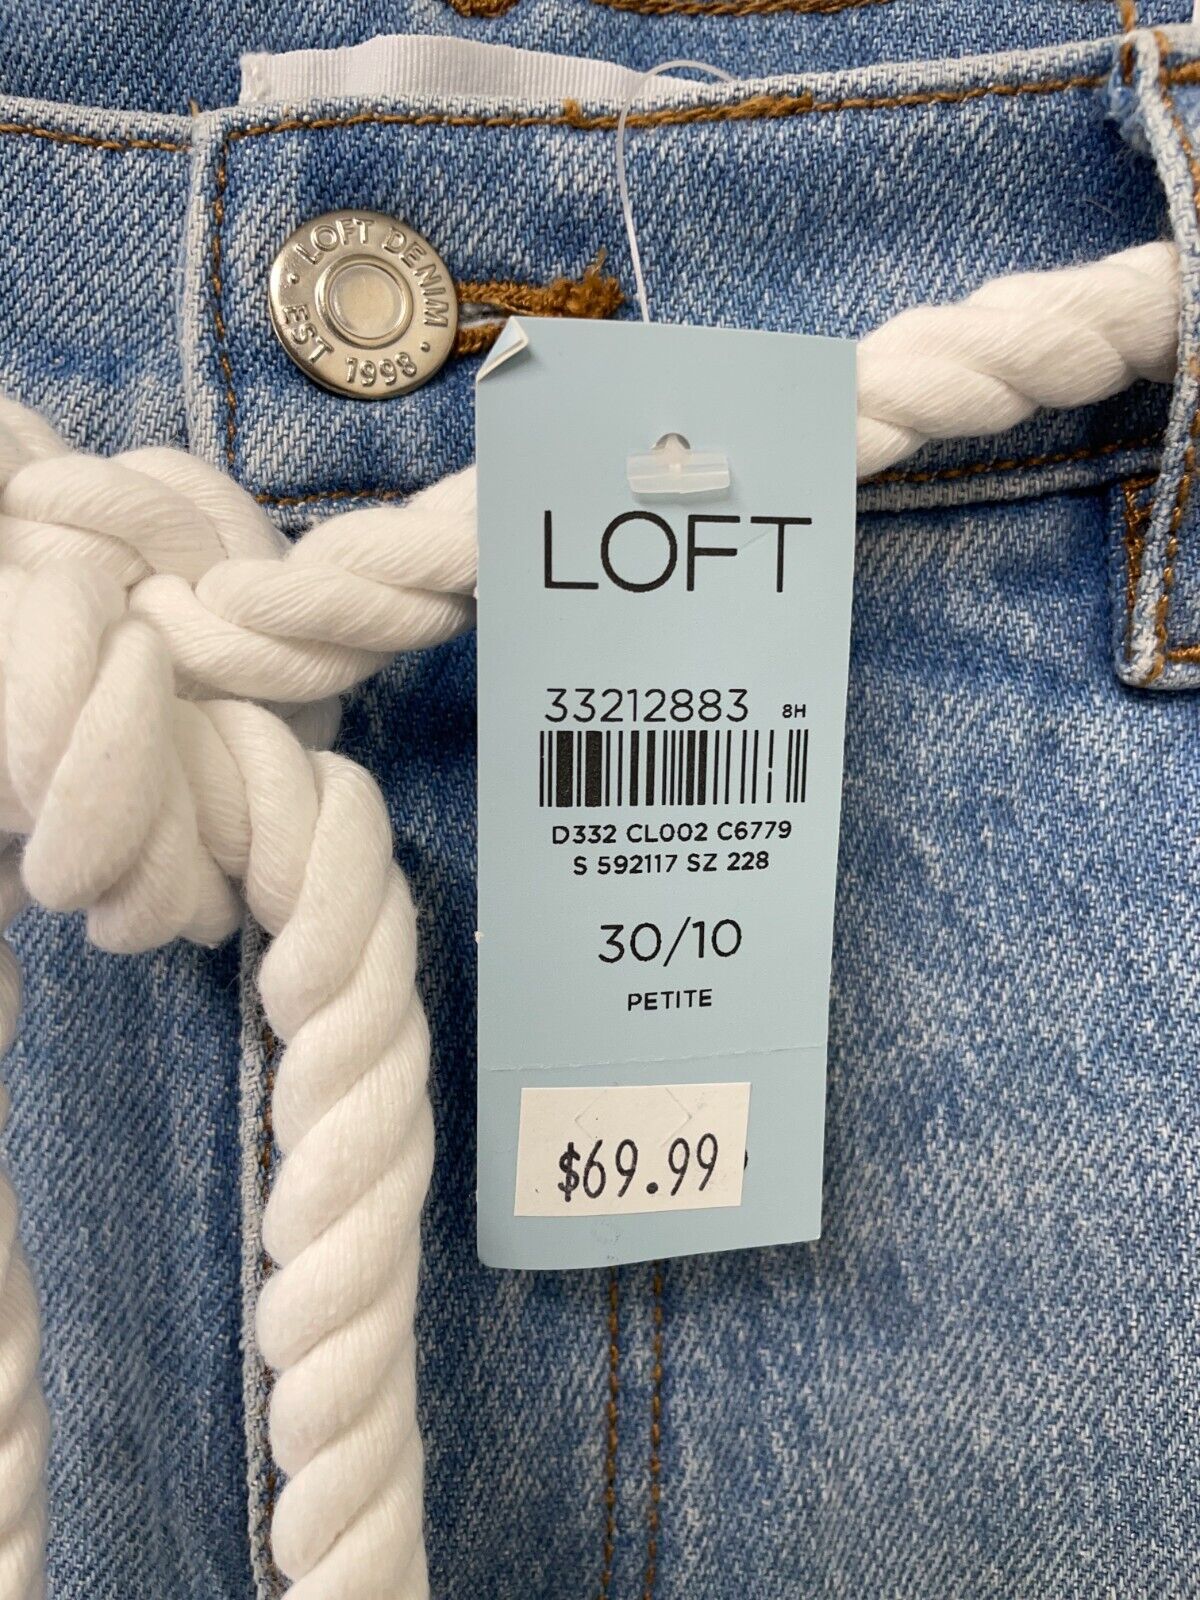 · LOFT DENIM ·
EST 1998
LOFT
33212883 8H
D332 CL002 C6779
S 592117 SZ 228
30/10
PETITE
$69.99